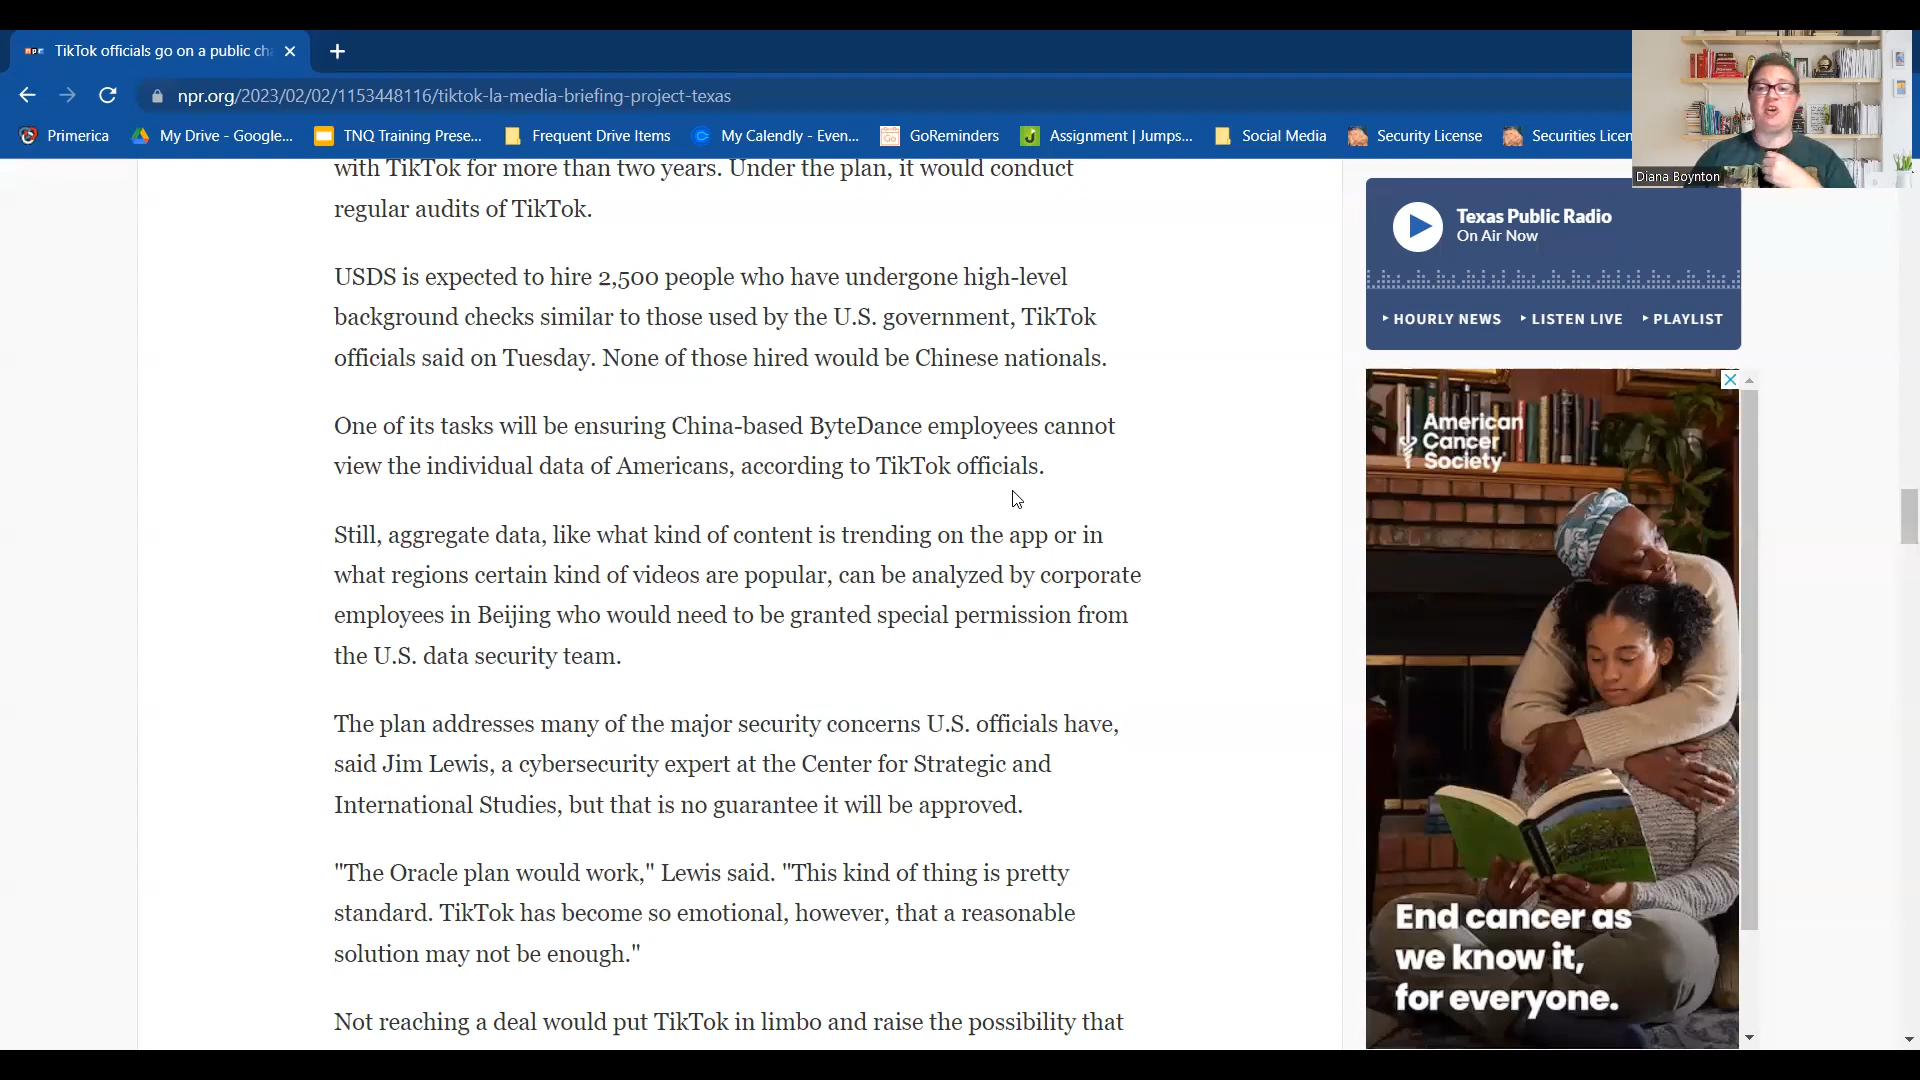 npr TikTok officials go on a public ch
Diana Boynton
npr.org/2023/02/02/1153448116/tiktok-la-media-briefing-project-texas
Primerica
My Drive - Google...
TNQ Training Prese...
Frequent Drive Items
My Calendly - Even...
GoReminders
Assignment | Jumps...
Social Media
Security License
Securities Licen
with TikTok for more than two years. Under the plan, it would conduct
regular audits of TikTok.
USDS is expected to hire 2,500 people who have undergone high-level
background checks similar to those used by the U.S. government, TikTok
officials said on Tuesday. None of those hired would be Chinese nationals.
One of its tasks will be ensuring China-based ByteDance employees cannot
view the individual data of Americans, according to TikTok officials.
Still, aggregate data, like what kind of content is trending on the app or in
what regions certain kind of videos are popular, can be analyzed by corporate
employees in Beijing who would need to be granted special permission from
the U.S. data security team.
The plan addresses many of the major security concerns U.S. officials have,
said Jim Lewis, a cybersecurity expert at the Center for Strategic and
International Studies, but that is no guarantee it will be approved.
"The Oracle plan would work," Lewis said. "This kind of thing is pretty
standard. TikTok has become so emotional, however, that a reasonable
solution may not be enough."
Not reaching a deal would put TikTok in limbo and raise the possibility that
Texas Public Radio
On Air Now
HOURLY NEWS LISTEN LIVE PLAYLIST
American
Cancer
Society
End cancer as
we know it,
for everyone.